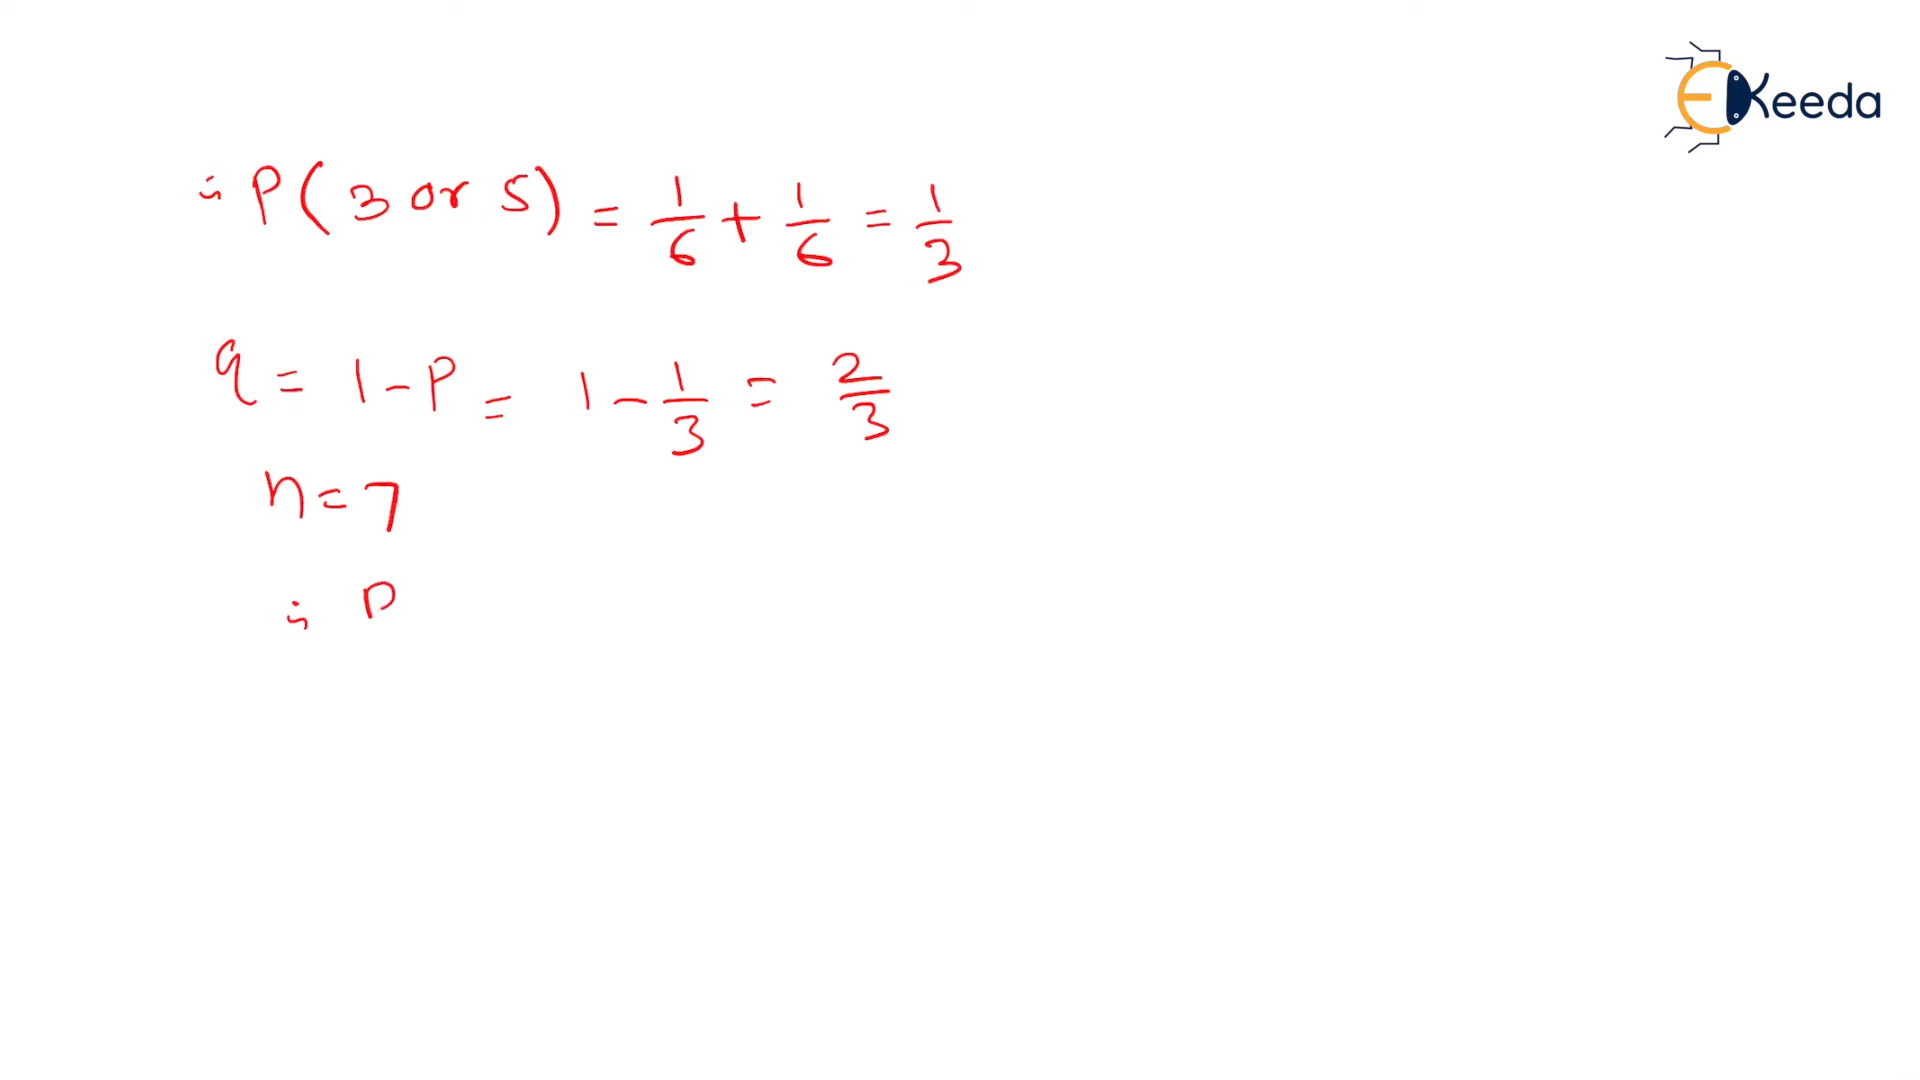 EKeeda
∴ P(3 or 5) = 1/6 + 1/6 = 1/3
q = 1 - P = 1 - 1/3 = 2/3
n = 7
∴ P